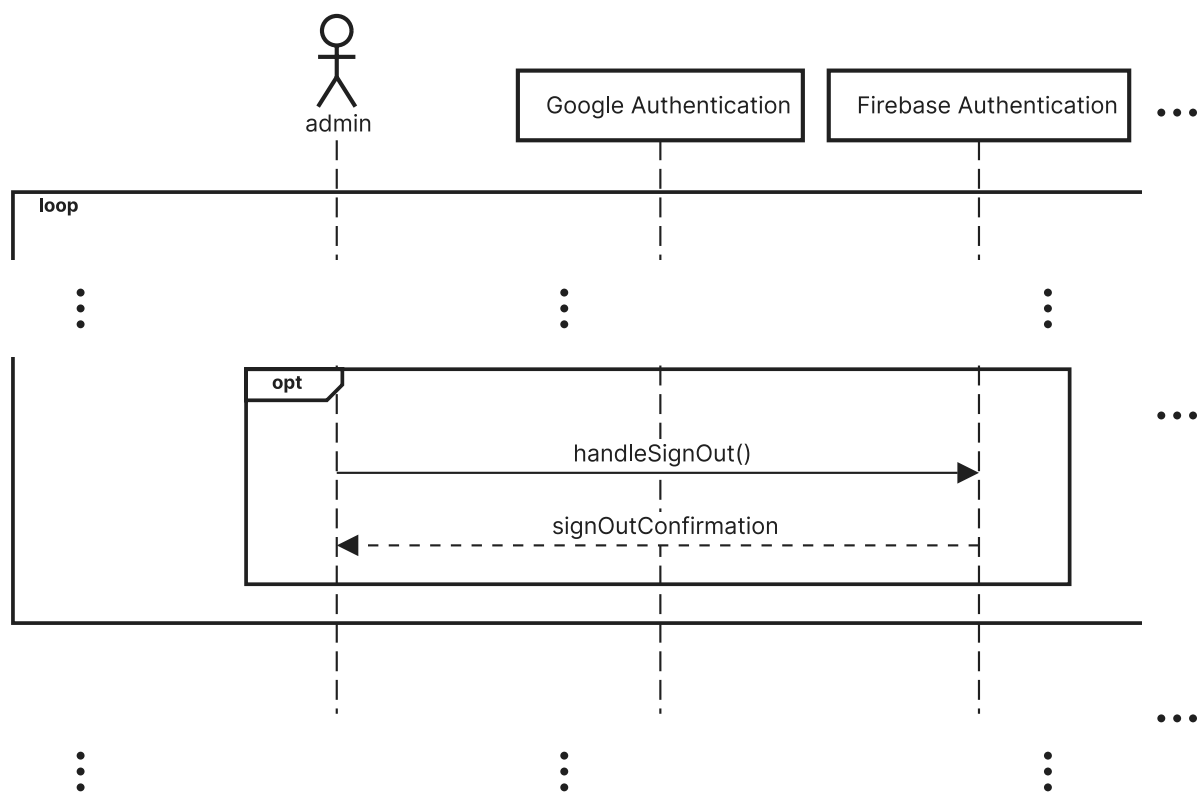 admin
Google Authentication
Firebase Authentication
loop
opt
handleSignOut()
signOutConfirmation